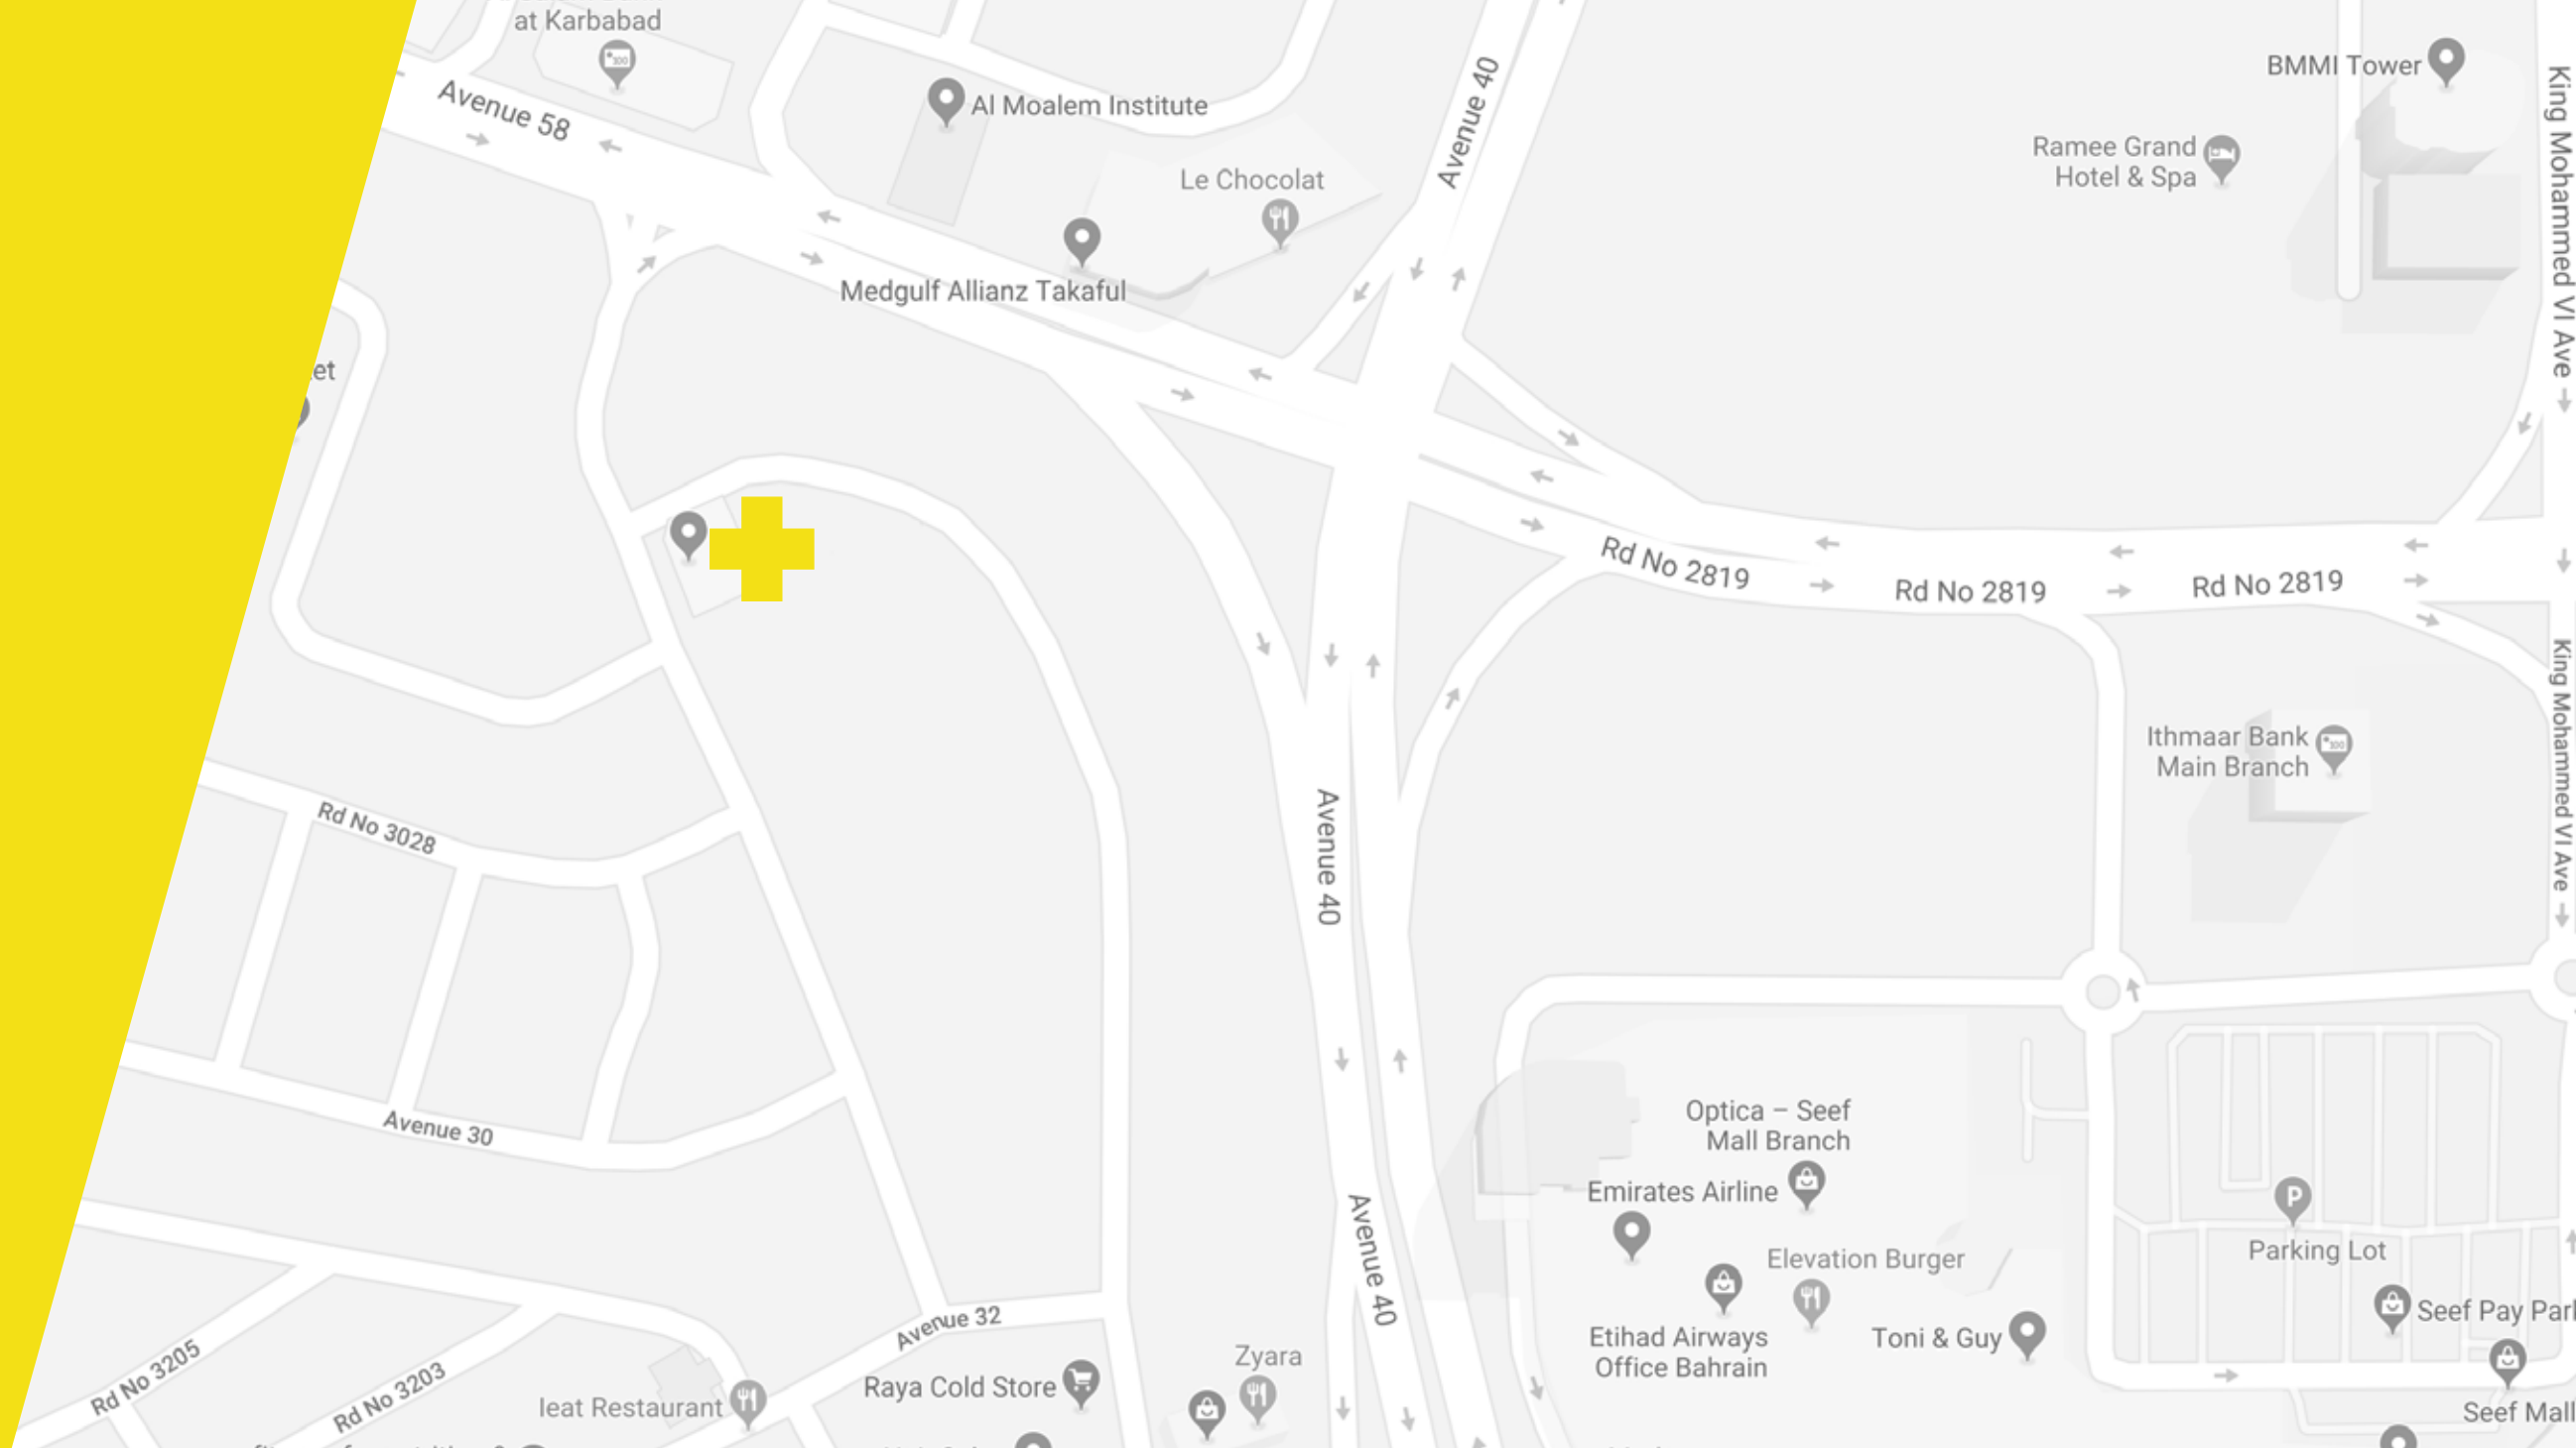 at Karbabad
Avenue 58
Al Moalem Institute
Le Chocolat
Avenue 40
BMMI Tower
Ramee Grand
Hotel & Spa
King Mohammed VI Ave
Medgulf Allianz Takaful
et
Rd No 2819
Rd No 2819
Rd No 2819
King Mohammed VI Ave
Ithmaar Bank
Main Branch
Rd No 3028
Avenue 40
Avenue 30
Optica – Seef
Mall Branch
Emirates Airline
Avenue 40
Elevation Burger
P
Parking Lot
Etihad Airways
Office Bahrain
Toni & Guy
Seef Pay Par
Avenue 32
Rd No 3205
Rd No 3203
Raya Cold Store
Zyara
Ieat Restaurant
Seef Mall